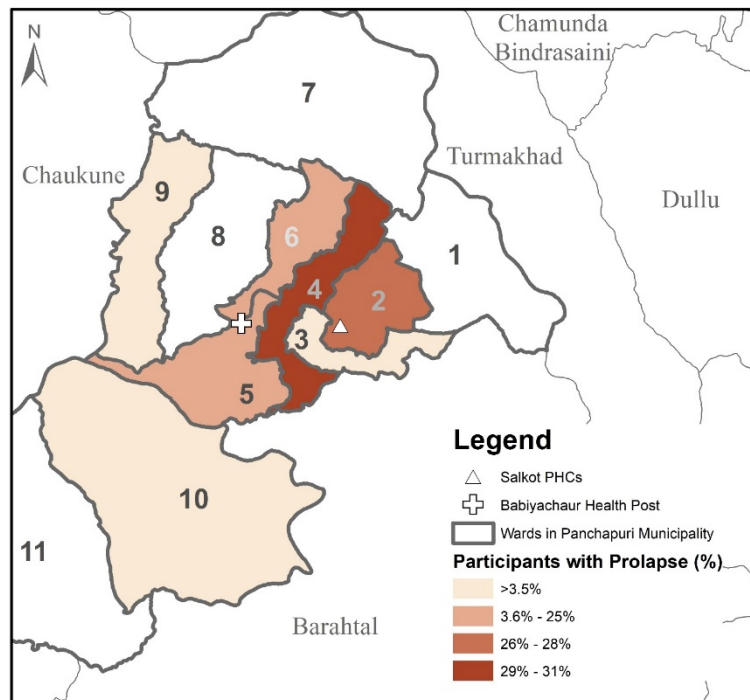 N
Chamunda
Bindrasaini
7
Turmakhad
Chaukune
9
Dullu
8
6
1
4
2
3
5
10
11
Barahtal
Legend
Salkot PHCs
Babiyachaur Health Post
Wards in Panchapuri Municipality
Participants with Prolapse (%)
>3.5%
3.6% - 25%
26% - 28%
29% - 31%